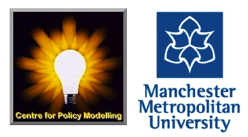 Centre for Policy Modelling
Manchester
Metropolitan
University